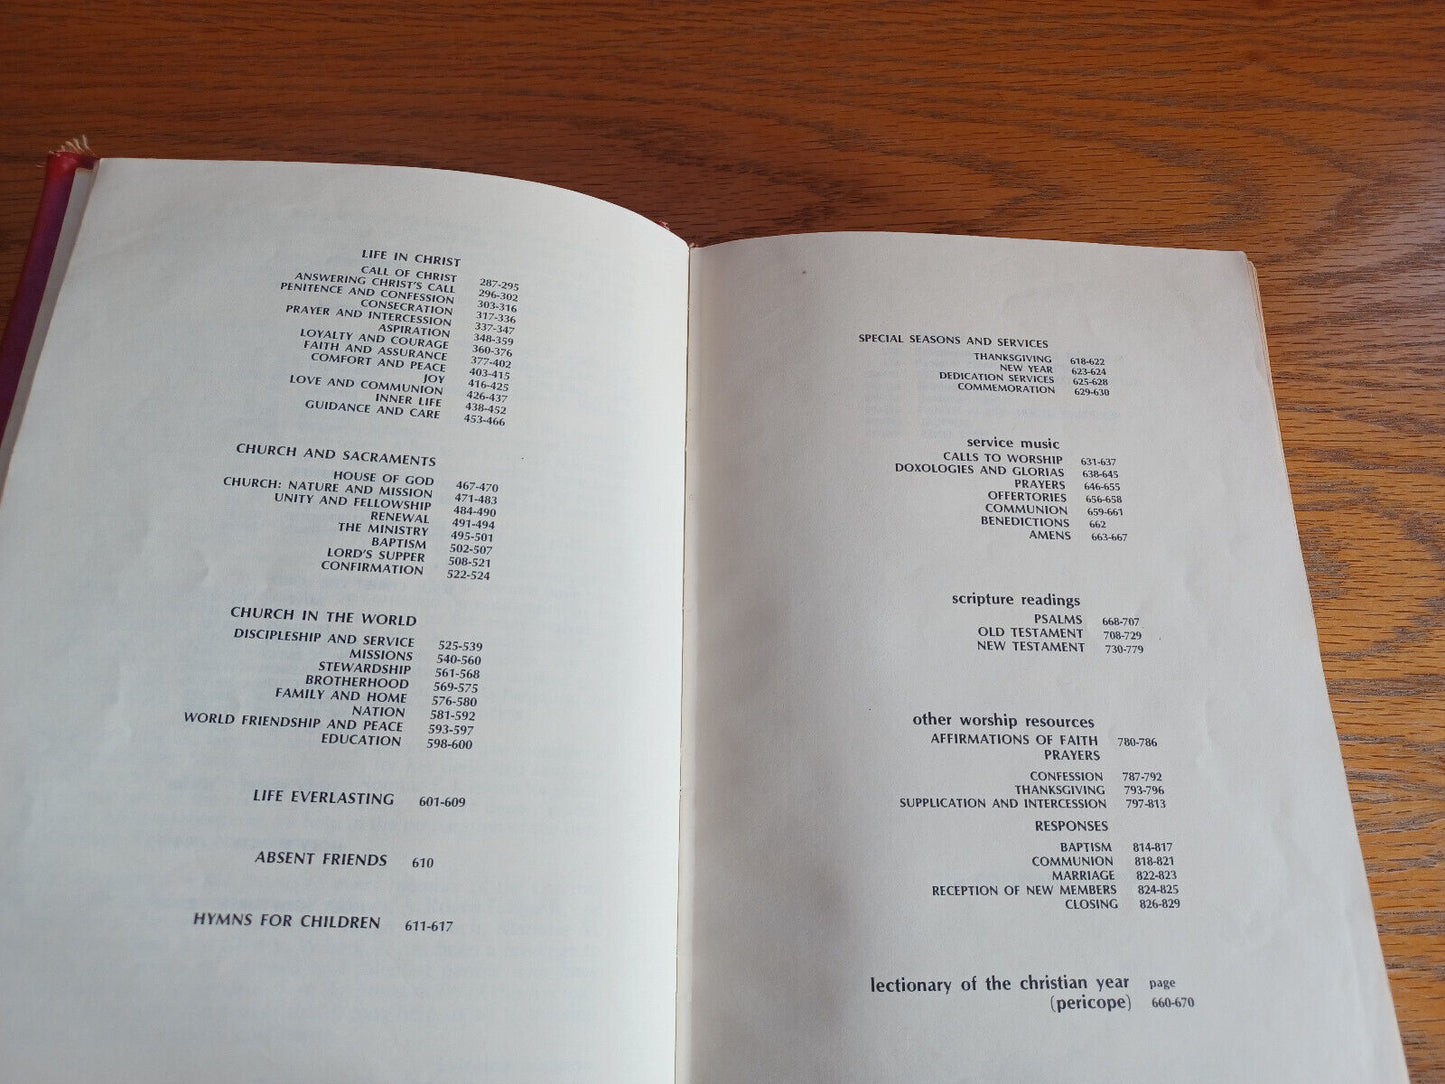 LIFE IN CHRIST
CALL OF CHRIST 287-295
ANSWERING CHRIST'S CALL 296-302
PENITENCE AND CONFESSION 303-316
CONSECRATION 317-336
PRAYER AND INTERCESSION 337-347
ASPIRATION 348-359
LOYALTY AND COURAGE 360-376
FAITH AND ASSURANCE 377-402
COMFORT AND PEACE 403-415
JOY 416-425
LOVE AND COMMUNION 426-437
INNER LIFE 438-452
GUIDANCE AND CARE 453-466
CHURCH AND SACRAMENTS
HOUSE OF GOD 467-470
CHURCH: NATURE AND MISSION 471-483
UNITY AND FELLOWSHIP 484-490
RENEWAL 491-494
THE MINISTRY 495-501
BAPTISM 502-507
LORD'S SUPPER 508-521
CONFIRMATION 522-524
CHURCH IN THE WORLD
DISCIPLESHIP AND SERVICE 525-539
MISSIONS 540-560
STEWARDSHIP 561-568
BROTHERHOOD 569-575
FAMILY AND HOME 576-580
NATION 581-592
WORLD FRIENDSHIP AND PEACE 593-597
EDUCATION 598-600
LIFE EVERLASTING 601-609
ABSENT FRIENDS 610
HYMNS FOR CHILDREN 611-617
SPECIAL SEASONS AND SERVICES
THANKSGIVING 618-622
NEW YEAR 623-624
DEDICATION SERVICES 625-628
COMMEMORATION 629-630
service music
CALLS TO WORSHIP 631-637
DOXOLOGIES AND GLORIAS 638-645
PRAYERS 646-655
OFFERTORIES 656-658
COMMUNION 659-661
BENEDICTIONS 662
AMENS 663-667
scripture readings
PSALMS 668-707
OLD TESTAMENT 708-729
NEW TESTAMENT 730-779
other worship resources
AFFIRMATIONS OF FAITH 780-786
PRAYERS
CONFESSION 787-792
THANKSGIVING 793-796
SUPPLICATION AND INTERCESSION 797-813
RESPONSES
BAPTISM 814-817
COMMUNION 818-821
MARRIAGE 822-823
RECEPTION OF NEW MEMBERS 824-825
CLOSING 826-829
lectionary of the christian year page
(pericope) 660-670